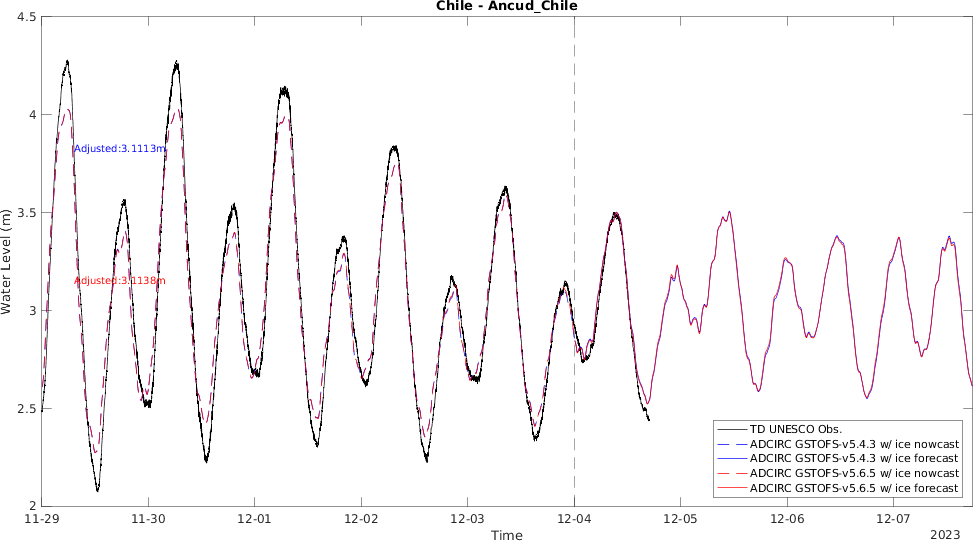 Chile - Ancud_Chile
4.5
4
3.5
3
2.5
2
Water Level (m)
Adjusted:3.1113m
Adjusted:3.1138m
TD UNESCO Obs.
ADCIRC GSTOFS-v5.4.3 w/ ice nowcast
ADCIRC GSTOFS-v5.4.3 w/ ice forecast
ADCIRC GSTOFS-v5.6.5 w/ ice nowcast
ADCIRC GSTOFS-v5.6.5 w/ ice forecast
11-29 11-30 12-01 12-02 12-03 12-04 12-05 12-06 12-07
Time
2023